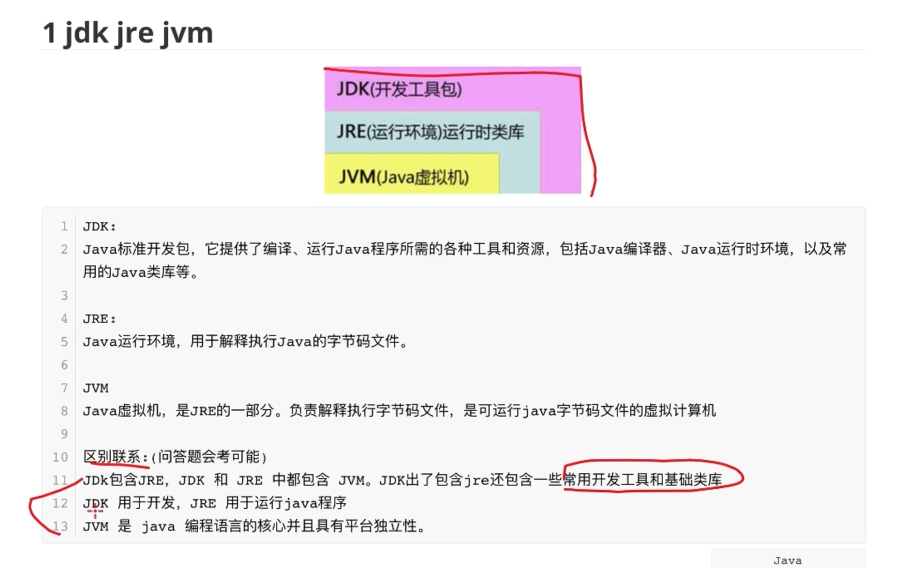 1 jdk jre jvm
JDK(开发工具包)
JRE(运行环境)运行时类库
JVM(Java虚拟机)
1 JDK:
2 Java标准开发包，它提供了编译、运行Java程序所需的各种工具和资源，包括Java编译器、Java运行时环境，以及常
用的Java类库等。
3
4 JRE:
5 Java运行环境，用于解释执行Java的字节码文件。
6
7 JVM
8 Java虚拟机，是JRE的一部分。负责解释执行字节码文件，是可运行java字节码文件的虚拟计算机
9
10 区别联系:(问答题会考可能)
11 JDk包含JRE，JDK 和 JRE 中都包含 JVM。JDK出了包含jre还包含一些常用开发工具和基础类库
12 JDK 用于开发，JRE 用于运行java程序
13 JVM 是 java 编程语言的核心并且具有平台独立性。
Java